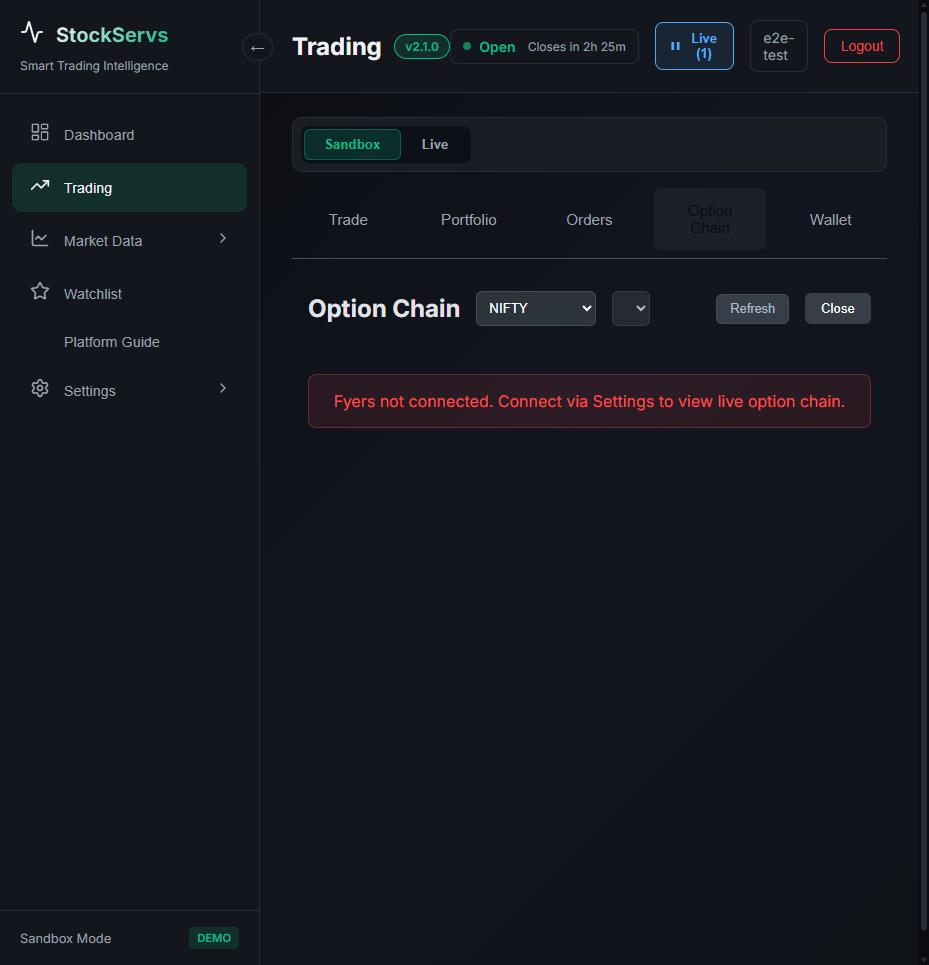 StockServs
Smart Trading Intelligence
←
Dashboard
Trading
Market Data
Watchlist
Platform Guide
Settings
Sandbox Mode
DEMO
Trading
v2.1.0
Open
Closes in 2h 25m
Live
(1)
e2e-
test
Logout
Sandbox
Live
Trade
Portfolio
Orders
Option
Chain
Wallet
Option Chain
NIFTY
Refresh
Close
Fyers not connected. Connect via Settings to view live option chain.